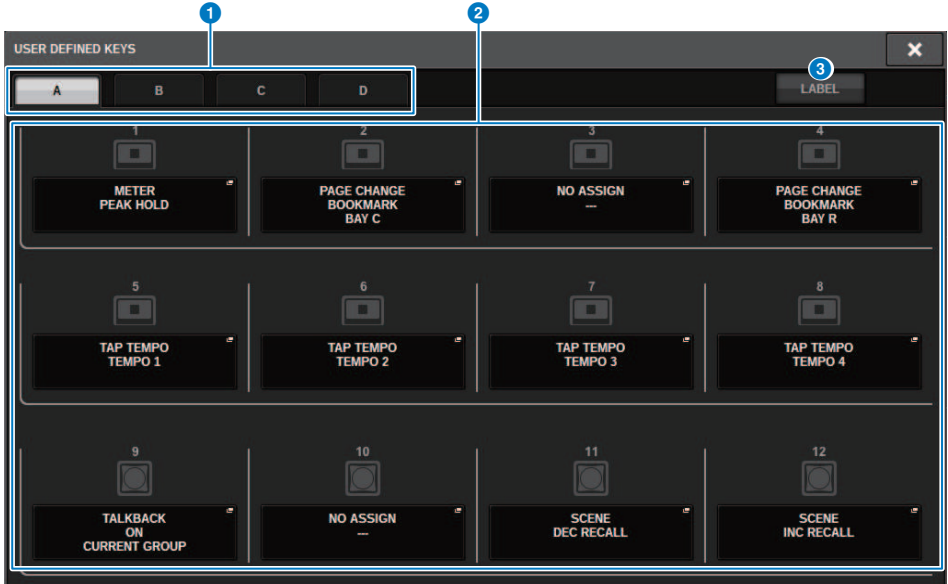 1 2
USER DEFINED KEYS ×
3
A B C D LABEL
1 2 3 4
METER
PEAK HOLD
PAGE CHANGE
BOOKMARK
BAY C
NO ASSIGN
---
PAGE CHANGE
BOOKMARK
BAY R
5 6 7 8
TAP TEMPO
TEMPO 1
TAP TEMPO
TEMPO 2
TAP TEMPO
TEMPO 3
TAP TEMPO
TEMPO 4
9 10 11 12
TALKBACK
ON
CURRENT GROUP
NO ASSIGN
---
SCENE
DEC RECALL
SCENE
INC RECALL